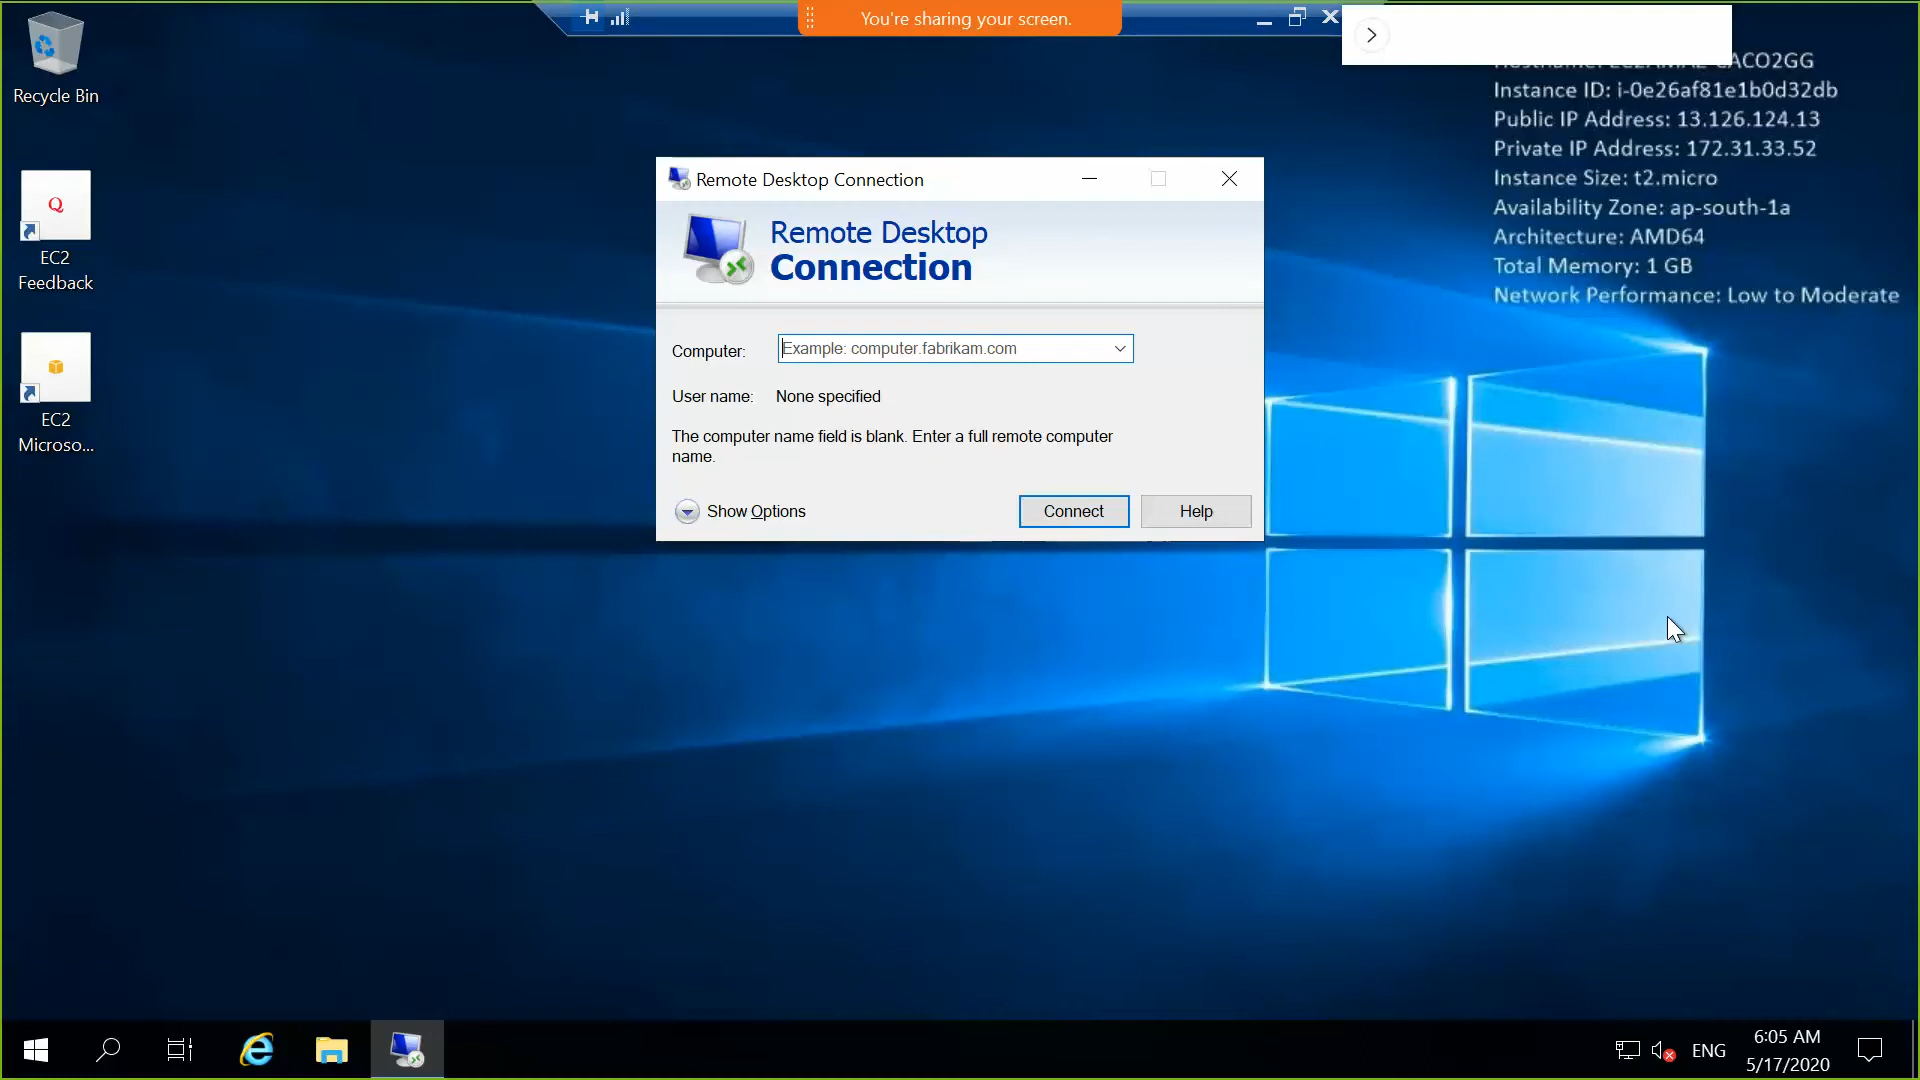 You're sharing your screen.
Recycle Bin
ACO2GG
Instance ID: i-0e26af81e1b0d32db
Public IP Address: 13.126.124.13
Private IP Address: 172.31.33.52
Instance Size: t2.micro
Availability Zone: ap-south-1a
Architecture: AMD64
Total Memory: 1 GB
Network Performance: Low to Moderate
Q
EC2
Feedback
EC2
Microso...
Remote Desktop Connection
Remote Desktop
Connection
Computer:
Example: computer.fabrikam.com
User name: None specified
The computer name field is blank. Enter a full remote computer
name.
Show Options
Connect
Help
ENG
6:05 AM
5/17/2020